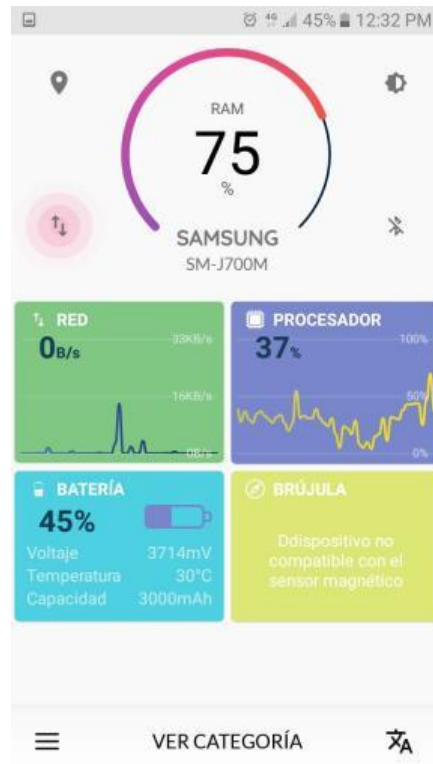 45% 12:32 PM
RAM
75
%
SAMSUNG
SM-J700M
RED
0B/s
33KB/s
16KB/s
0B/s
PROCESADOR
37%
100%
50%
0%
BATERÍA
45%
Voltaje 3714mV
Temperatura 30°C
Capacidad 3000mAh
BRÚJULA
Ddispositivo no
compatible con el
sensor magnético
VER CATEGORÍA